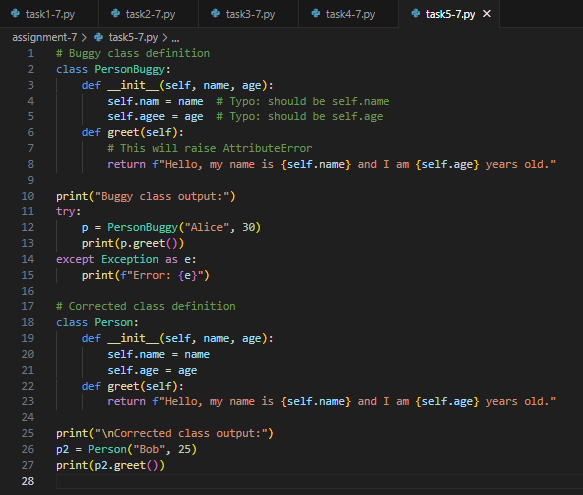 task1-7.py task2-7.py task3-7.py task4-7.py task5-7.py ×
assignment-7 > task5-7.py > ...
1 # Buggy class definition
2 class PersonBuggy:
3     def __init__(self, name, age):
4         self.nam = name  # Typo: should be self.name
5         self.agee = age  # Typo: should be self.age
6     def greet(self):
7         # This will raise AttributeError
8         return f"Hello, my name is {self.name} and I am {self.age} years old."
9
10 print("Buggy class output:")
11 try:
12     p = PersonBuggy("Alice", 30)
13     print(p.greet())
14 except Exception as e:
15     print(f"Error: {e}")
16
17 # Corrected class definition
18 class Person:
19     def __init__(self, name, age):
20         self.name = name
21         self.age = age
22     def greet(self):
23         return f"Hello, my name is {self.name} and I am {self.age} years old."
24
25 print("\nCorrected class output:")
26 p2 = Person("Bob", 25)
27 print(p2.greet())
28